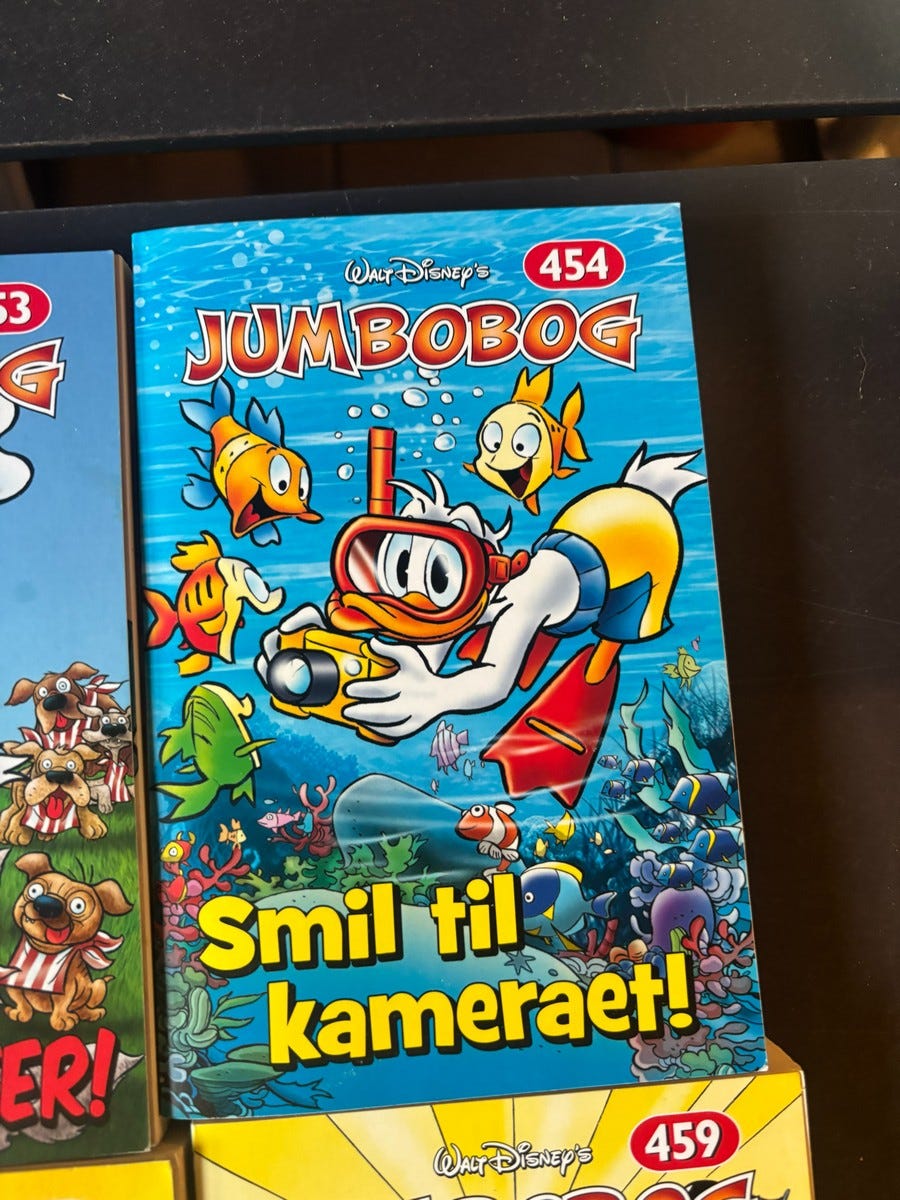 WALT DISNEY'S
454
JUMBOBOG
Smil til
kameraet!
53
G
ER!
WALT DISNEY'S
459